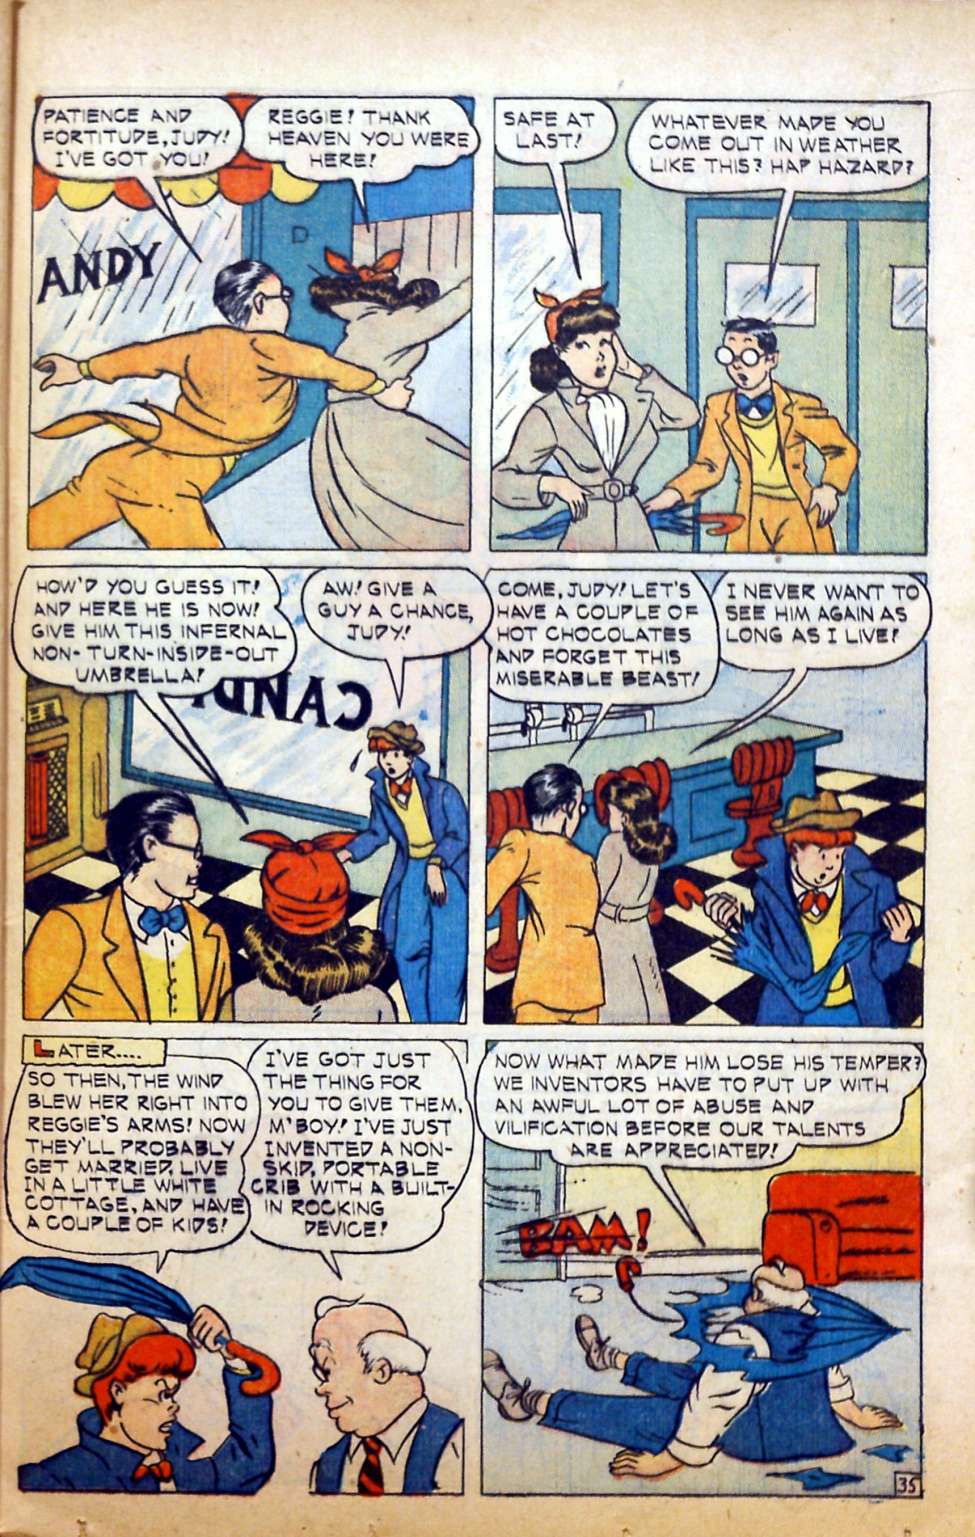 PATIENCE AND
FORTITUDE, JUDY!
I'VE GOT YOU!
REGGIE! THANK
HEAVEN YOU WERE
HERE!
D
ANDY
SAFE AT
LAST!
WHATEVER MADE YOU
COME OUT IN WEATHER
LIKE THIS? HAP HAZARD?
HOW'D YOU GUESS IT!
AND HERE HE IS NOW!
GIVE HIM THIS INFERNAL
NON-TURN-INSIDE-OUT
UMBRELLA!
AW! GIVE A
GUY A CHANCE,
JUDY!
CAND
COME, JUDY! LET'S
HAVE A COUPLE OF
HOT CHOCOLATES
AND FORGET THIS
MISERABLE BEAST!
I NEVER WANT TO
SEE HIM AGAIN AS
LONG AS I LIVE!
LATER....
SO THEN, THE WIND
BLEW HER RIGHT INTO
REGGIE'S ARMS! NOW
THEY'LL PROBABLY
GET MARRIED, LIVE
IN A LITTLE WHITE
COTTAGE, AND HAVE
A COUPLE OF KIDS!
I'VE GOT JUST
THE THING FOR
YOU TO GIVE THEM,
M'BOY! I'VE JUST
INVENTED A NON-
SKID, PORTABLE
CRIB WITH A BUILT-
IN ROCKING
DEVICE!
NOW WHAT MADE HIM LOSE HIS TEMPER?
WE INVENTORS HAVE TO PUT UP WITH
AN AWFUL LOT OF ABUSE AND
VILIFICATION BEFORE OUR TALENTS
ARE APPRECIATED!
BAM!
35